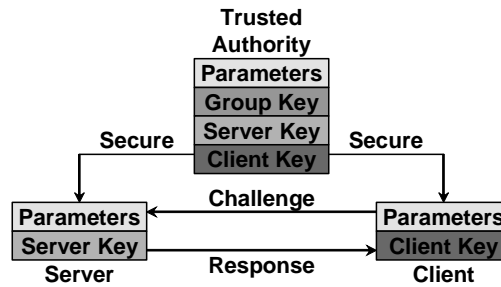 Trusted
Authority
Parameters
Group Key
Server Key
Client Key
Secure
Secure
Challenge
Parameters
Server Key
Server
Response
Parameters
Client Key
Client